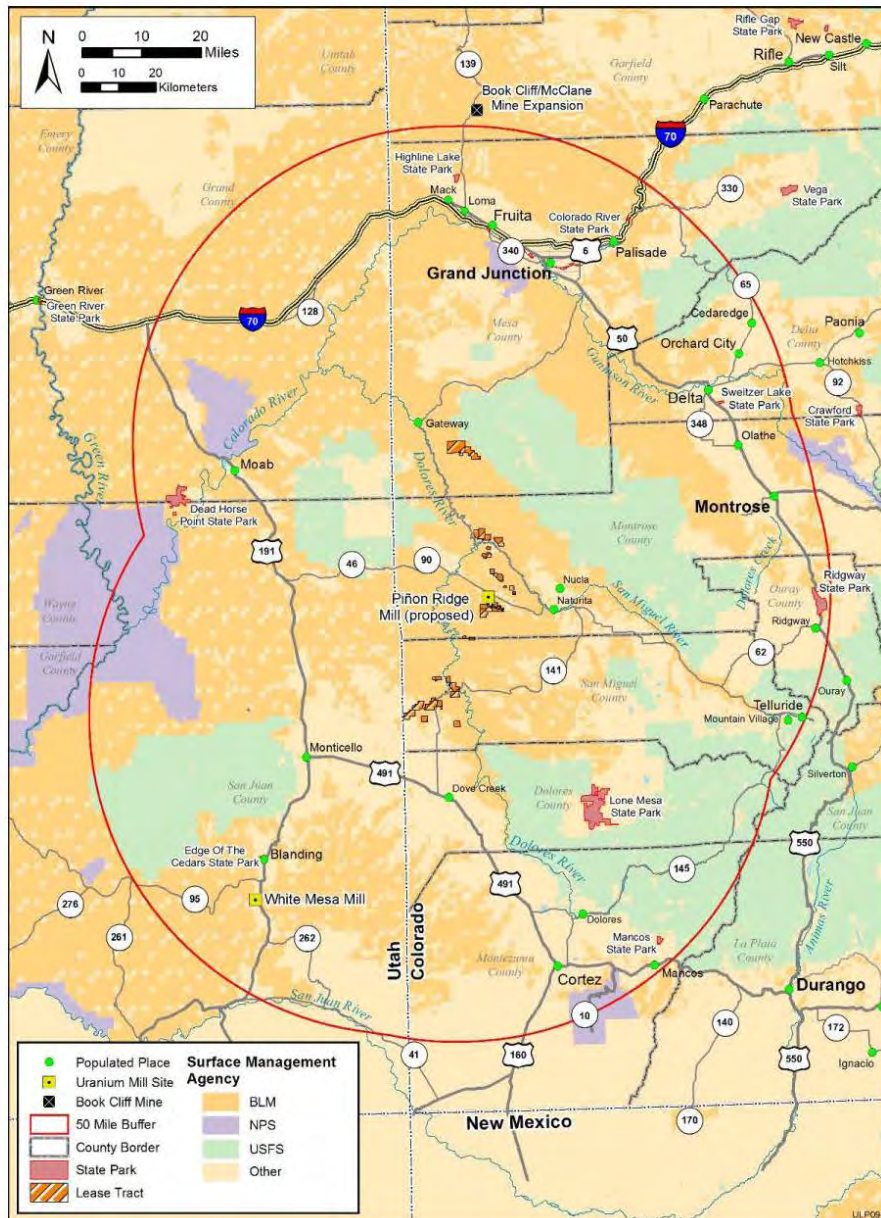 N
0 10 20
Miles
0 10 20
Kilometers
Uintah
County
139
Book Cliff/McClane
Mine Expansion
Garfield
County
Rifle Gap
State Park
New Castle
Rifle
Silt
Parachute
70
Emery
County
Grand
County
Highline Lake
State Park
Mack
Loma
Fruita
Colorado River
State Park
330
Vega
State Park
340
6
Palisade
Grand Junction
Green River
Green River
State Park
128
70
Mesa
County
50
65
Cedaredge
Orchard City
Delta
County
Paonia
Hotchkiss
92
Gunnison River
Delta
Sweitzer Lake
State Park
Crawford
State Park
348
Olathe
Colorado River
Gateway
Green River
Moab
Dolores River
Dead Horse
Point State Park
Montrose
191
Montrose
County
46
90
Nucla
Naturita
Piñon Ridge
Mill (proposed)
San Miguel River
Dolores Creek
Ouray
County
Ridgway
State Park
Ridgway
Wayne
County
Garfield
County
62
141
San Miguel
County
Ouray
Telluride
Mountain Village
Monticello
Silverton
491
Dove Creek
Dolores
County
Lone Mesa
State Park
San Juan
County
San Juan
County
550
Edge Of The
Cedars State Park
Blanding
Dolores River
145
491
95
White Mesa Mill
276
261
262
Dolores
Mancos
State Park
Animas River
La Plata
County
Utah
Colorado
Montezuma
County
Cortez
Mancos
Durango
San Juan River
10
140
172
41
160
550
Ignacio
170
New Mexico
Populated Place
Uranium Mill Site
Book Cliff Mine
50 Mile Buffer
County Border
State Park
Lease Tract
Surface Management
Agency
BLM
NPS
USFS
Other
ULP09